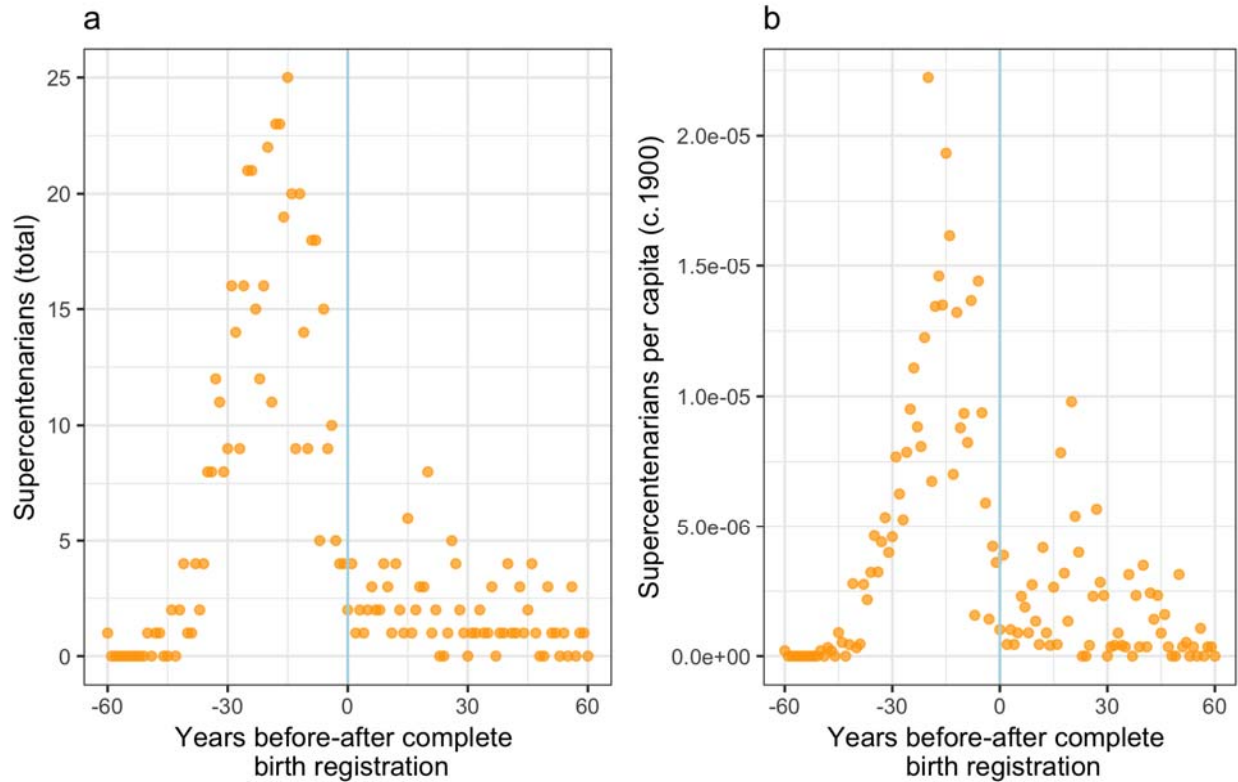 a
25
20
15
10
5
0
Supercentenarians (total)
-60
-30
0
30
60
Years before-after complete
birth registration
b
2.0e-05
1.5e-05
1.0e-05
5.0e-06
0.0e+00
Supercentenarians per capita (c.1900)
-60
-30
0
30
60
Years before-after complete
birth registration